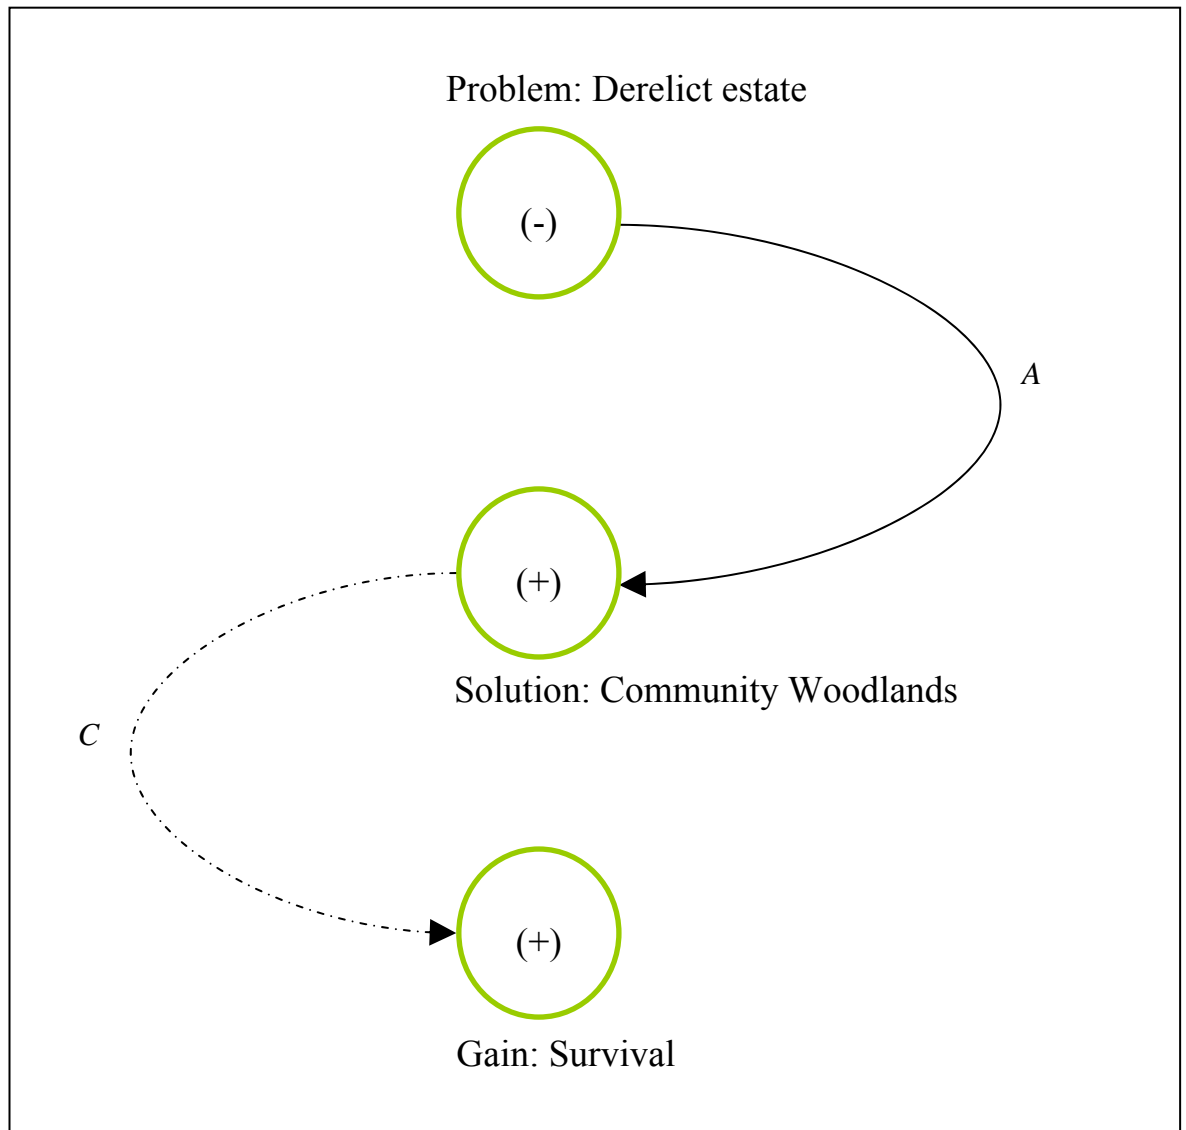 Problem: Derelict estate
(-)
A
(+)
Solution: Community Woodlands
C
(+)
Gain: Survival